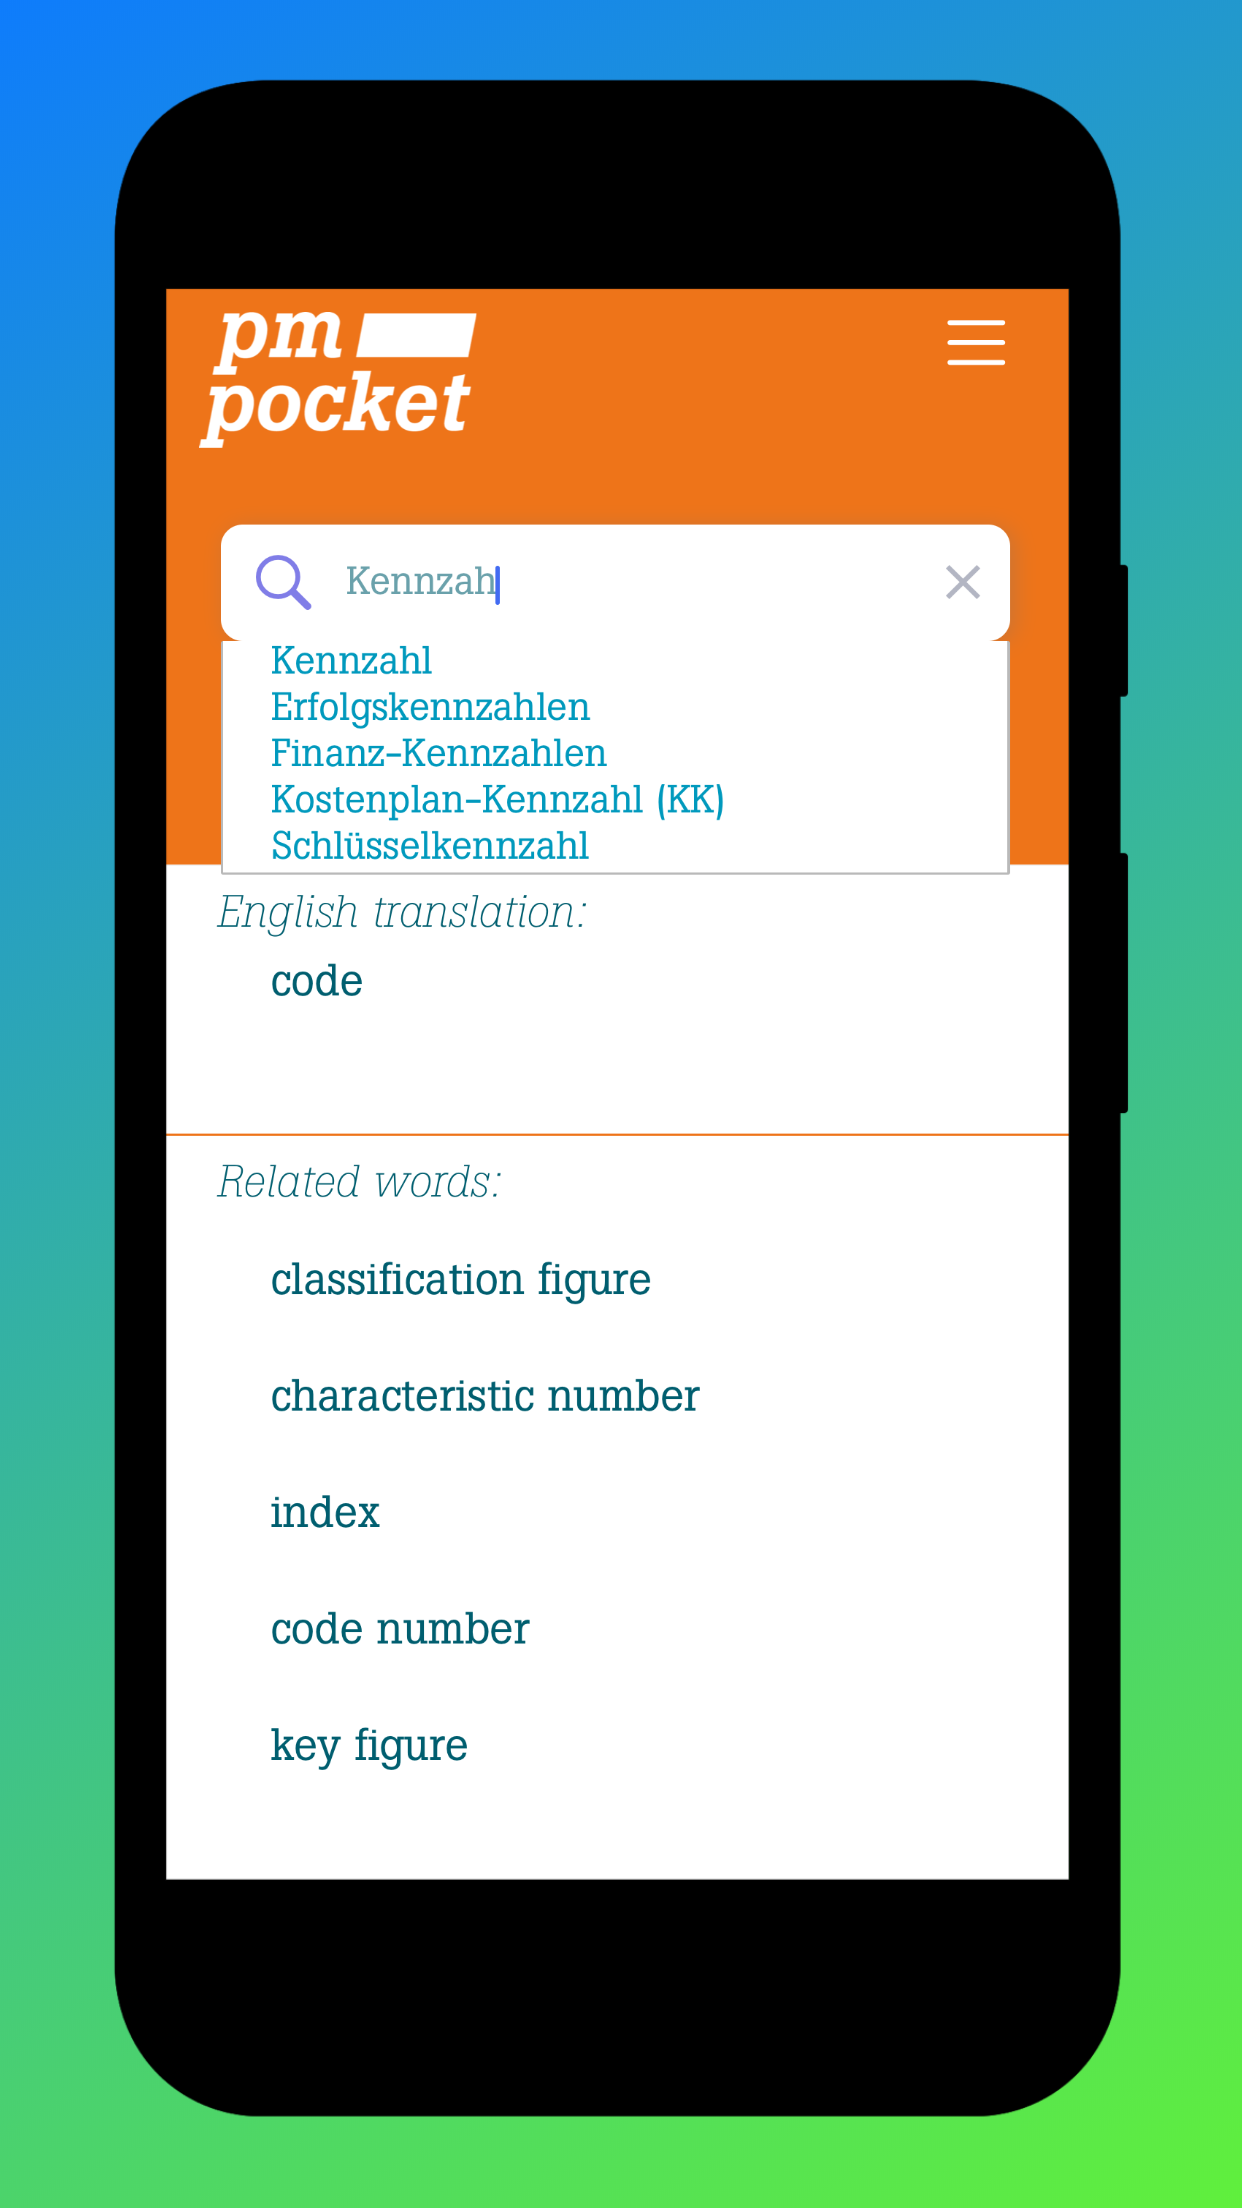 pm
pocket
Kennzah
Kennzahl
Erfolgskennzahlen
Finanz-Kennzahlen
Kostenplan-Kennzahl (KK)
Schlüsselkennzahl
English translation:
code
Related words:
classification figure
characteristic number
index
code number
key figure